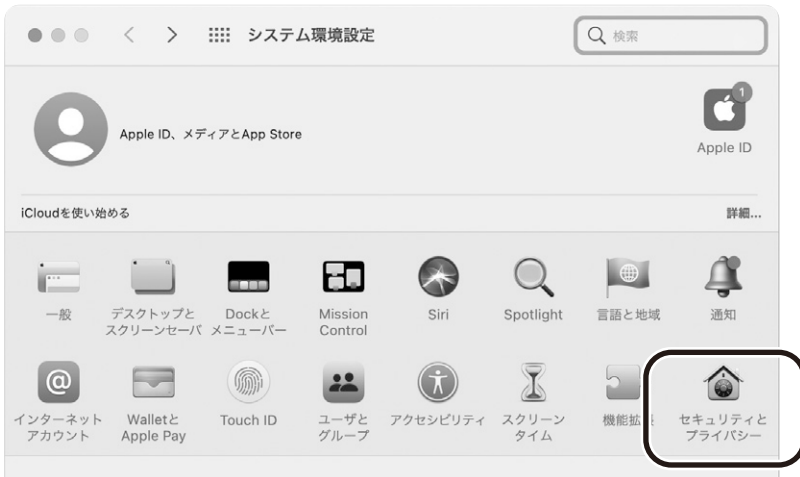 システム環境設定
検索
Apple ID、メディアとApp Store
1
Apple ID
iCloudを使い始める
詳細...
一般
デスクトップと
スクリーンセーバ
Dockと
メニューバー
Mission
Control
Siri
Spotlight
言語と地域
通知
@
インターネット
アカウント
Walletと
Apple Pay
Touch ID
ユーザと
グループ
アクセシビリティ
スクリーン
タイム
機能拡張
セキュリティと
プライバシー